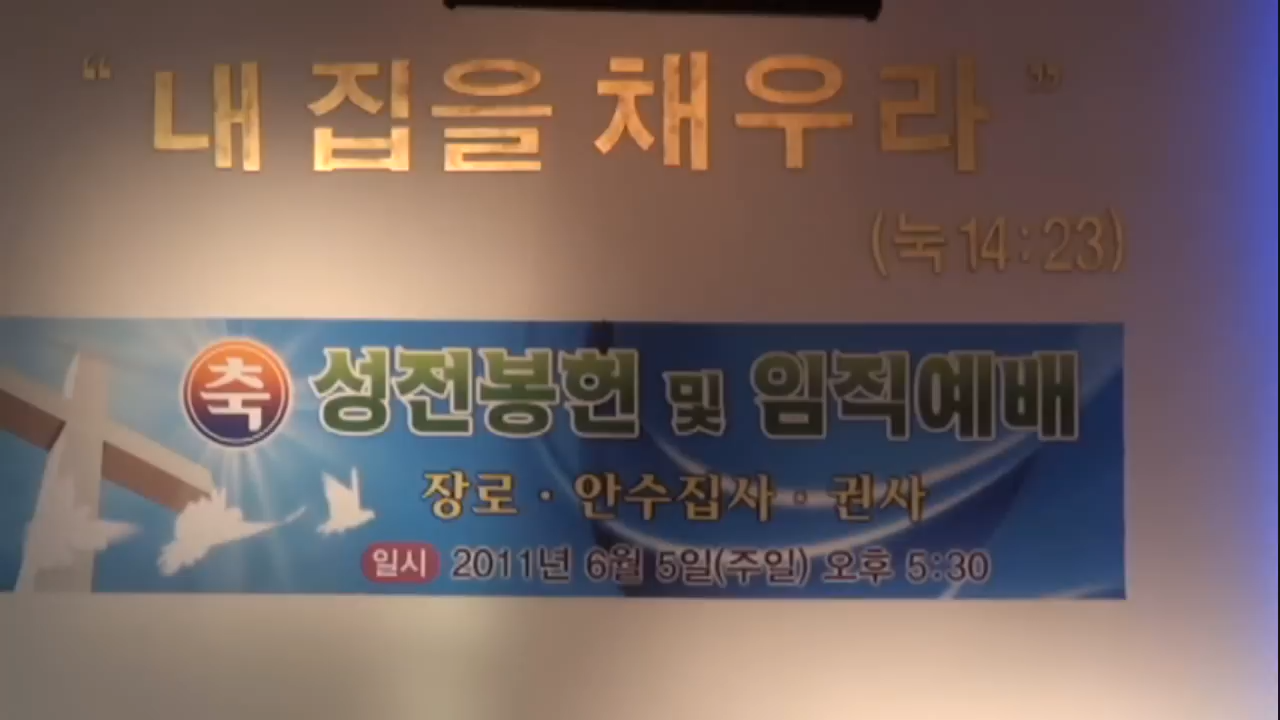 “ 내 집을 채우라 ”
(눅 14:23)
축 성전봉헌 및 임직예배
장로 · 안수집사 · 권사
일시 2011년 6월 5일(주일) 오후 5:30